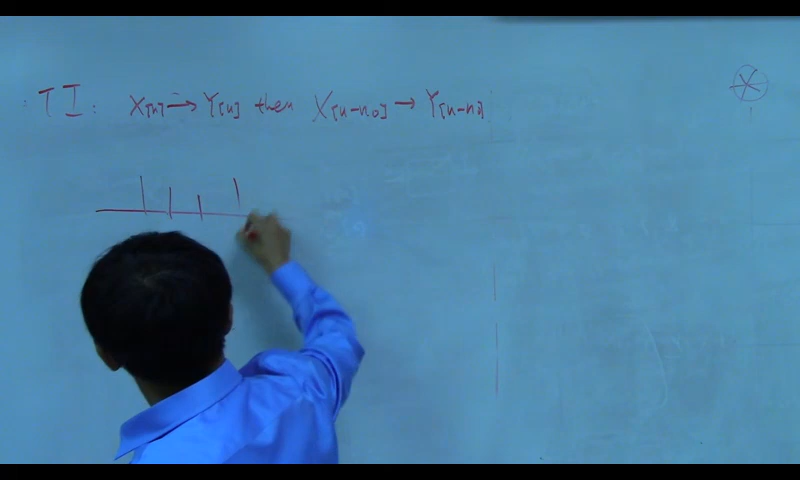 TI: X[n] → Y[n] then X[n-n0] → Y[n-n0]